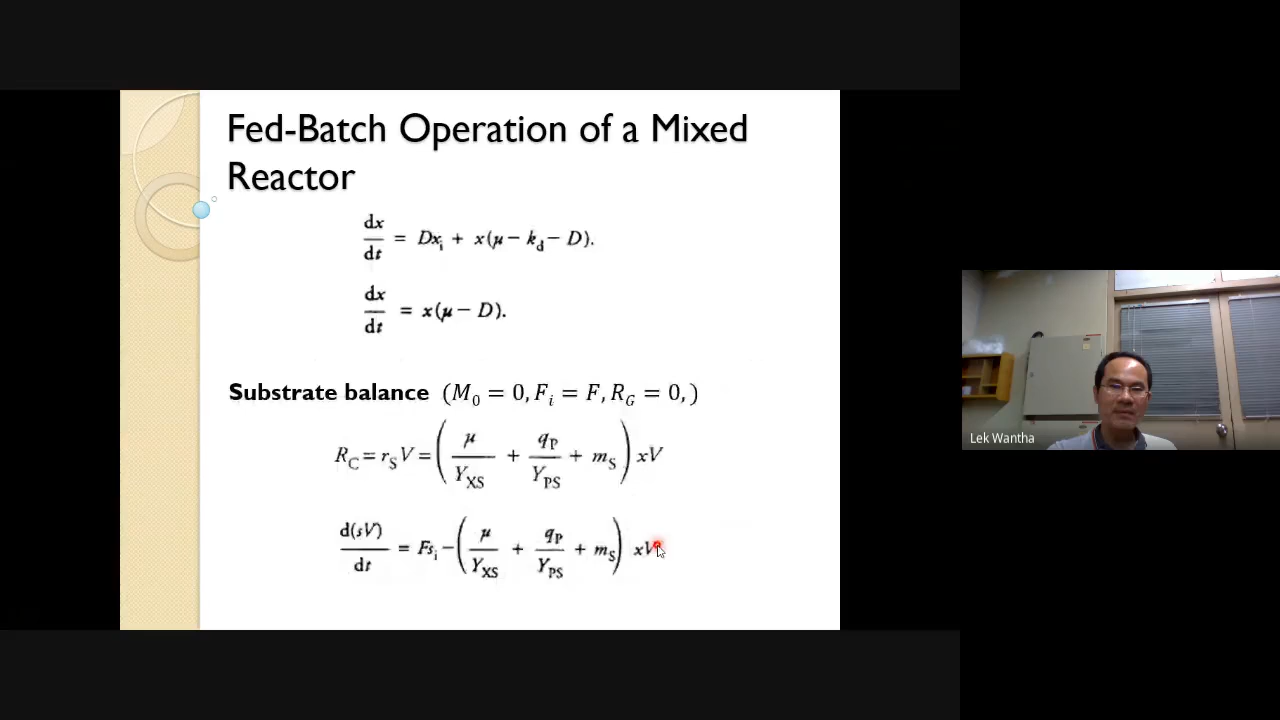 Fed-Batch Operation of a Mixed
Reactor
dx/dt = Dx_i + x(μ − k_d − D).
dx/dt = x(μ − D).
Substrate balance (M_0 = 0, F_i = F, R_G = 0, )
R_C = r_S V = (μ/Y_XS + q_P/Y_PS + m_S) xV
d(sV)/dt = Fs_i − (μ/Y_XS + q_P/Y_PS + m_S) xV
Lek Wantha